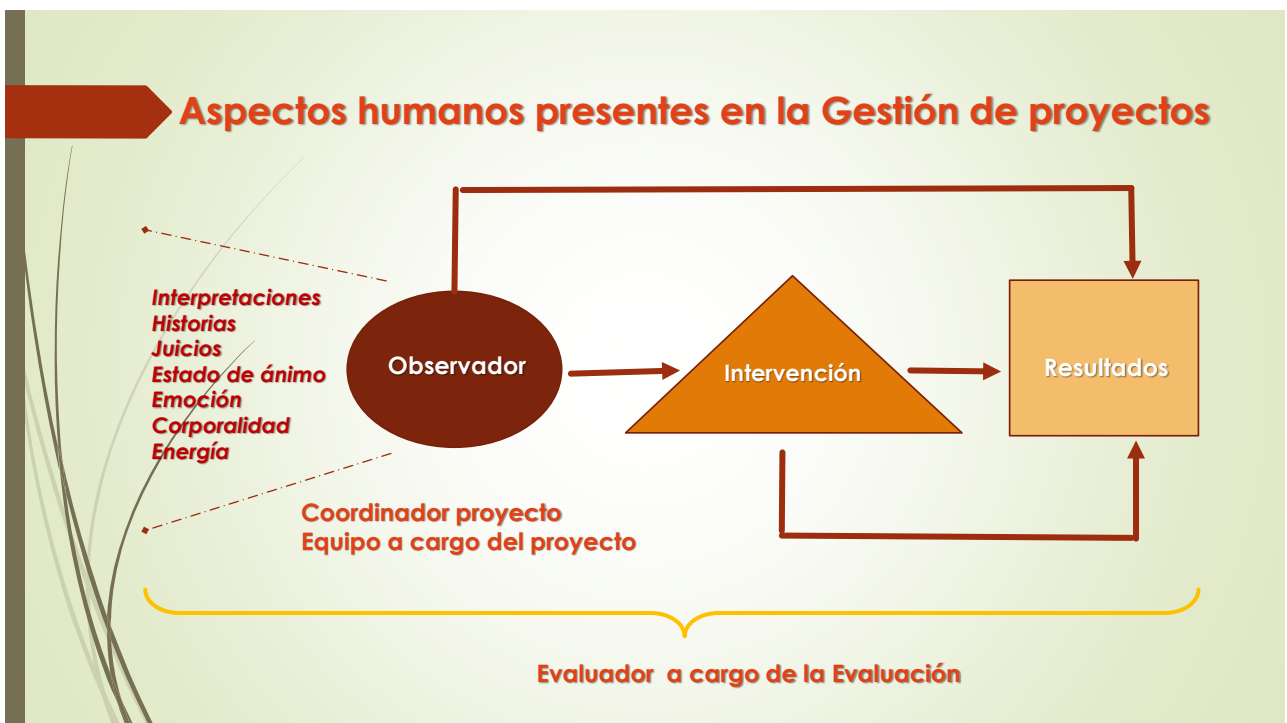 Aspectos humanos presentes en la Gestión de proyectos
Interpretaciones
Historias
Juicios
Estado de ánimo
Emoción
Corporalidad
Energía
Observador
Intervención
Resultados
Coordinador proyecto
Equipo a cargo del proyecto
Evaluador a cargo de la Evaluación